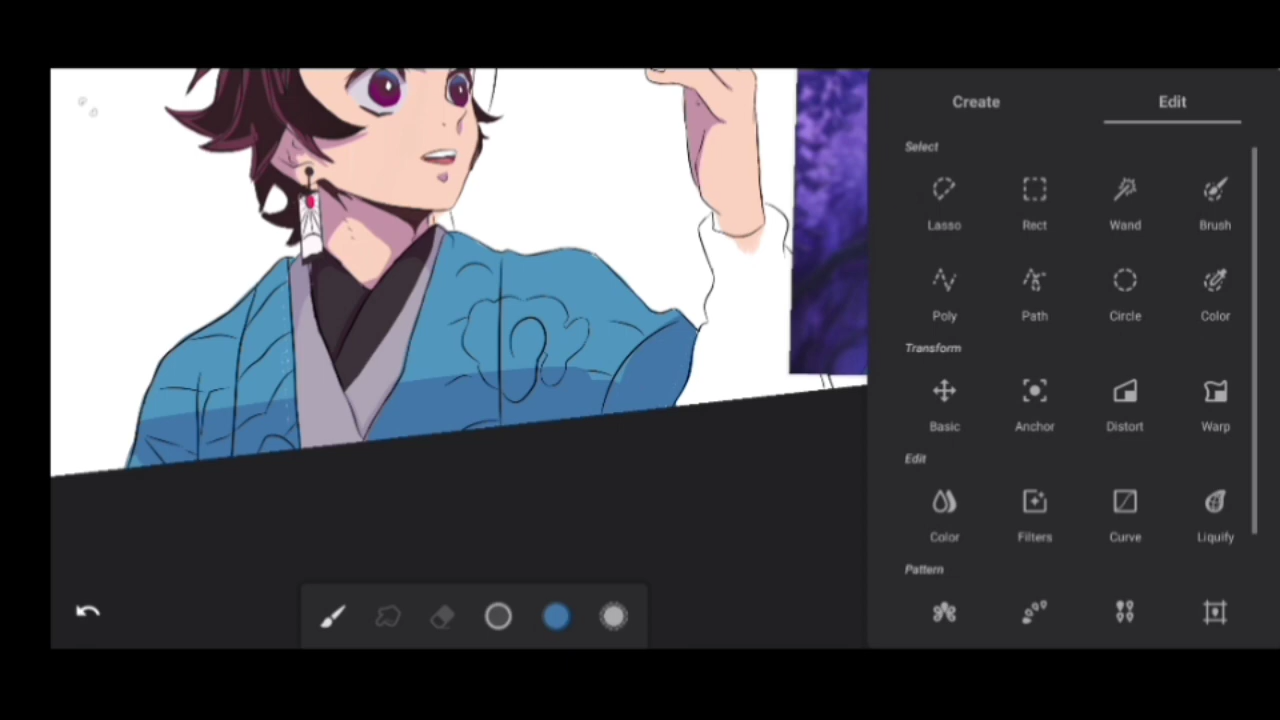 Create Edit
Select
Lasso Rect Wand Brush
Poly Path Circle Color
Transform
Basic Anchor Distort Warp
Edit
Color Filters Curve Liquify
Pattern